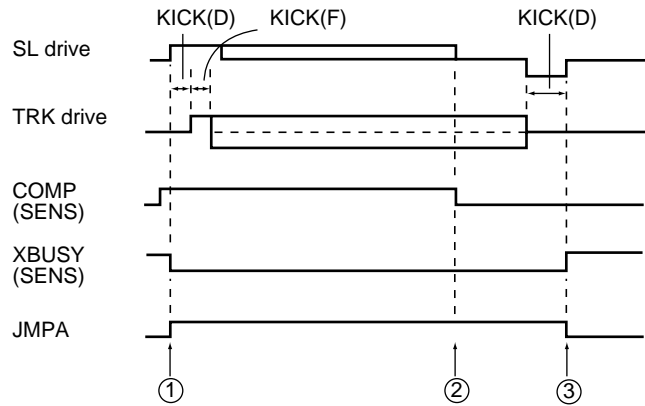 KICK(D) KICK(F) KICK(D)
SL drive
TRK drive
COMP
(SENS)
XBUSY
(SENS)
JMPA
① ② ③